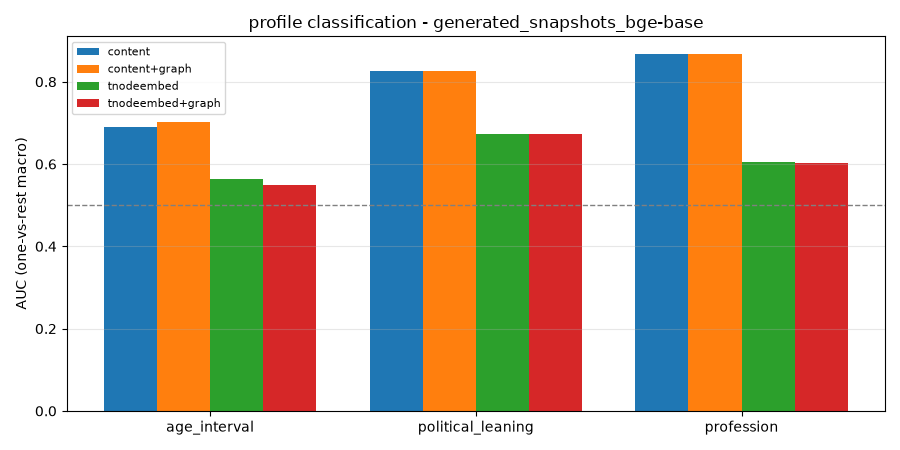 profile classification - generated_snapshots_bge-base
content
content+graph
tnodeembed
tnodeembed+graph
AUC (one-vs-rest macro)
0.8
0.6
0.4
0.2
0.0
age_interval
political_leaning
profession